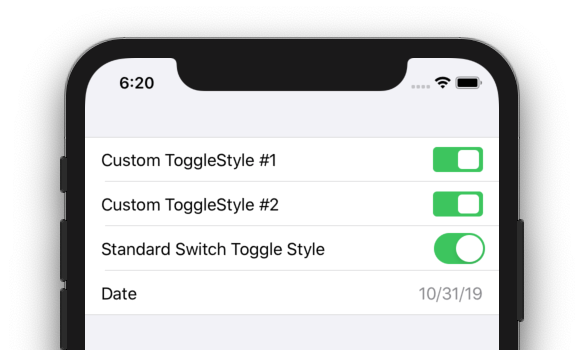 6:20
Custom ToggleStyle #1
Custom ToggleStyle #2
Standard Switch Toggle Style
Date 10/31/19